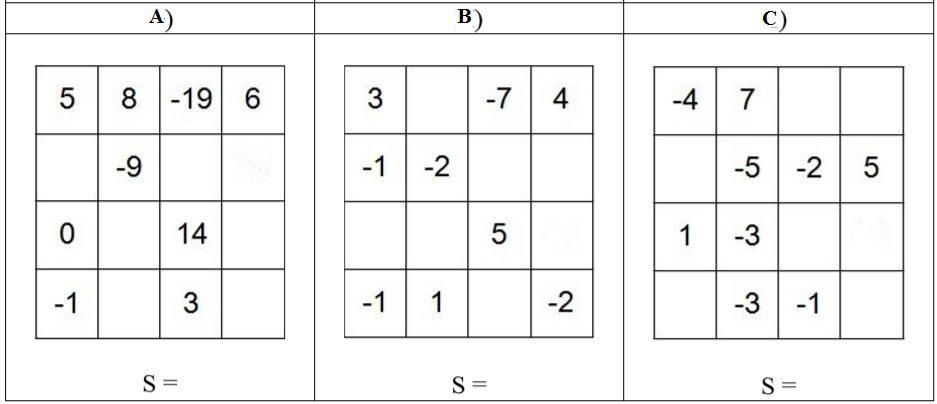 A) B) C)
5 8 -19 6 3 -7 4 -4 7
-9 -1 -2 -5 -2 5
0 14 5 1 -3
-1 3 -1 1 -2 -3 -1
S = S = S =